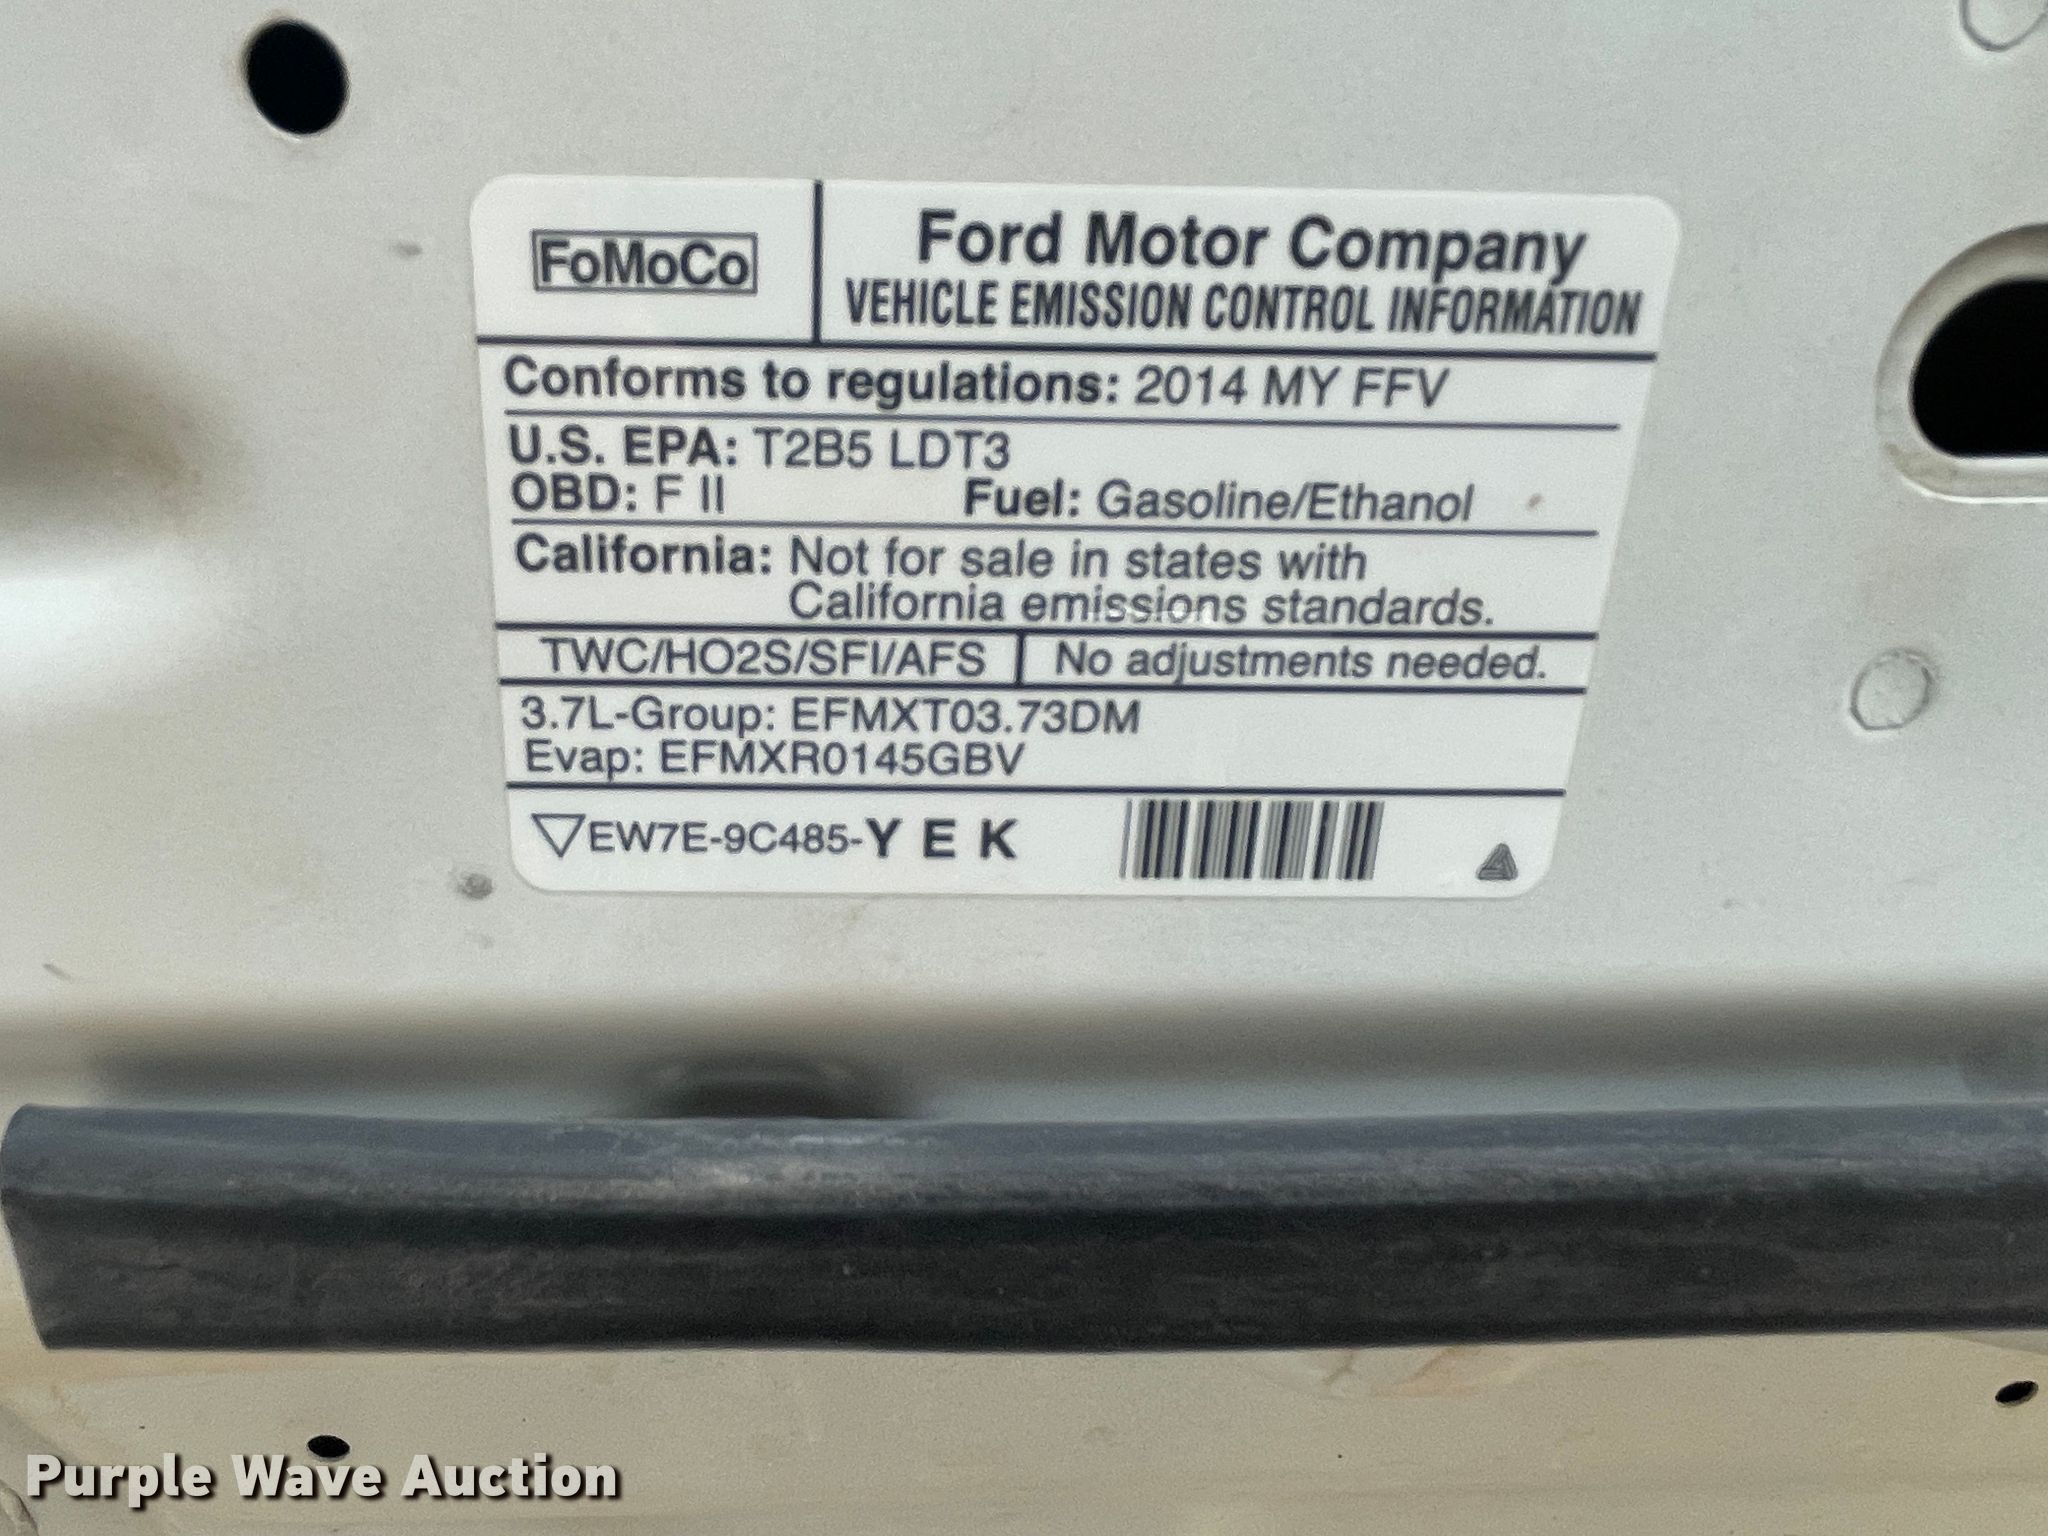 FoMoCo
Ford Motor Company
VEHICLE EMISSION CONTROL INFORMATION
Conforms to regulations: 2014 MY FFV
U.S. EPA: T2B5 LDT3
OBD: F II Fuel: Gasoline/Ethanol
California: Not for sale in states with
California emissions standards.
TWC/HO2S/SFI/AFS No adjustments needed.
3.7L-Group: EFMXT03.73DM
Evap: EFMXR0145GBV
EW7E-9C485-Y E K
Purple Wave Auction